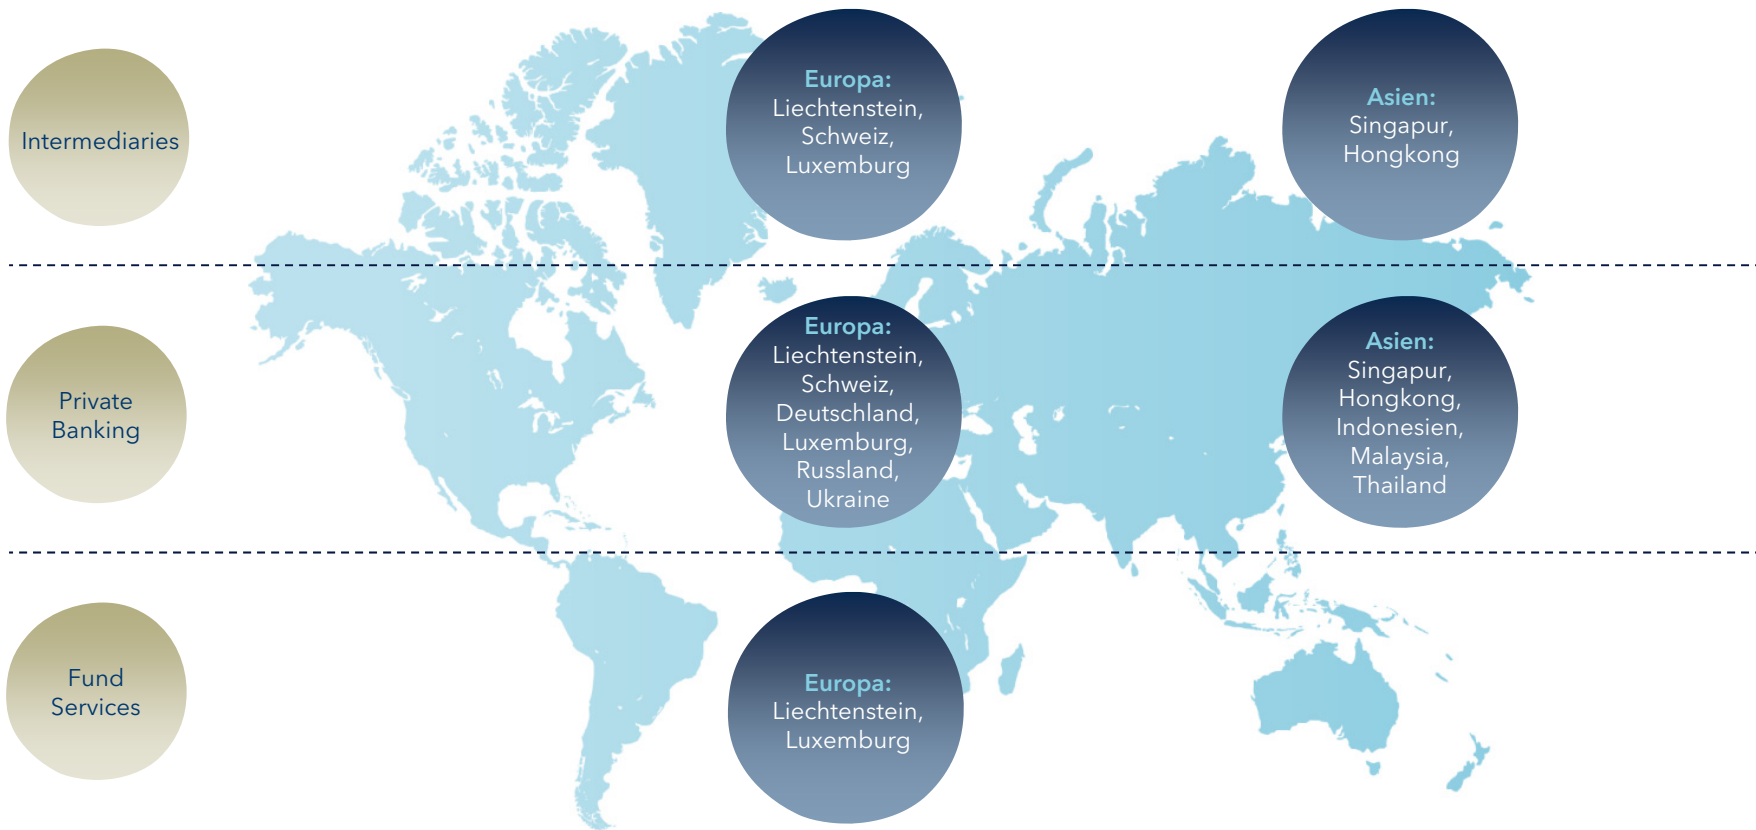 Intermediaries
Europa:
Liechtenstein,
Schweiz,
Luxemburg
Asien:
Singapur,
Hongkong
Private
Banking
Europa:
Liechtenstein,
Schweiz,
Deutschland,
Luxemburg,
Russland,
Ukraine
Asien:
Singapur,
Hongkong,
Indonesien,
Malaysia,
Thailand
Fund
Services
Europa:
Liechtenstein,
Luxemburg